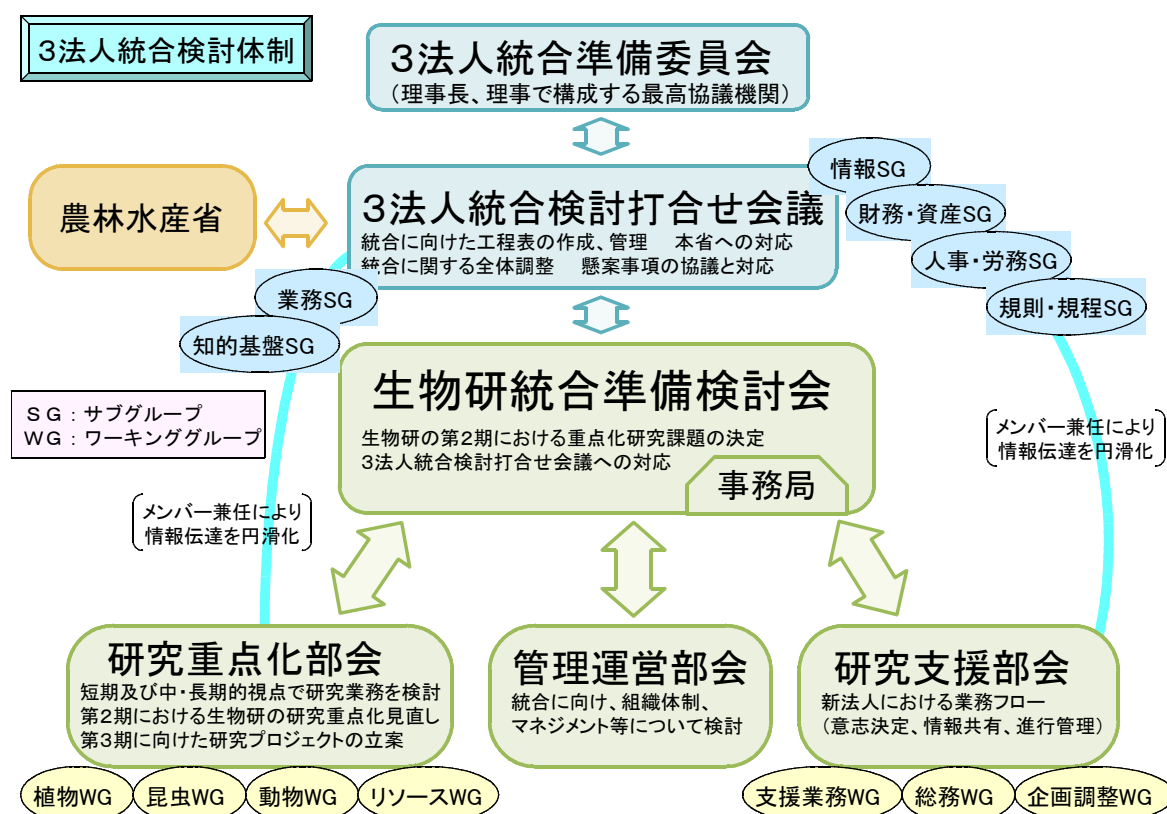 3法人統合検討体制
3法人統合準備委員会
(理事長、理事で構成する最高協議機関)
農林水産省
3法人統合検討打合せ会議
統合に向けた工程表の作成、管理 本省への対応
統合に関する全体調整 懸案事項の協議と対応
情報SG
財務・資産SG
人事・労務SG
規則・規程SG
業務SG
知的基盤SG
SG：サブグループ
WG：ワーキンググループ
生物研統合準備検討会
生物研の第2期における重点化研究課題の決定
3法人統合検討打合せ会議への対応
事務局
メンバー兼任により
情報伝達を円滑化
メンバー兼任により
情報伝達を円滑化
研究重点化部会
短期及び中・長期的視点で研究業務を検討
第2期における生物研の研究重点化見直し
第3期に向けた研究プロジェクトの立案
管理運営部会
統合に向け、組織体制、
マネジメント等について検討
研究支援部会
新法人における業務フロー
(意志決定、情報共有、進行管理)
植物WG
昆虫WG
動物WG
リソースWG
支援業務WG
総務WG
企画調整WG